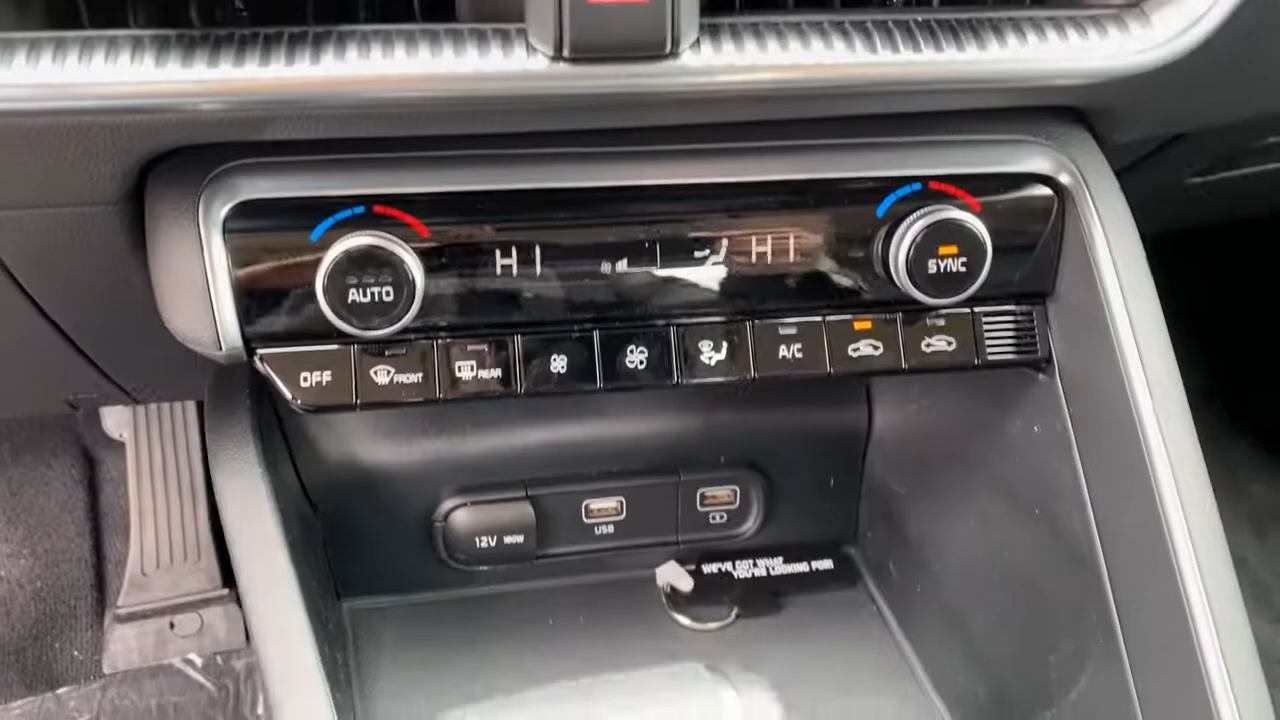 HI
HI
AUTO
SYNC
OFF
FRONT
REAR
A/C
12V 180W
USB
WE'VE GOT WHAT
YOU'RE LOOKING FOR!